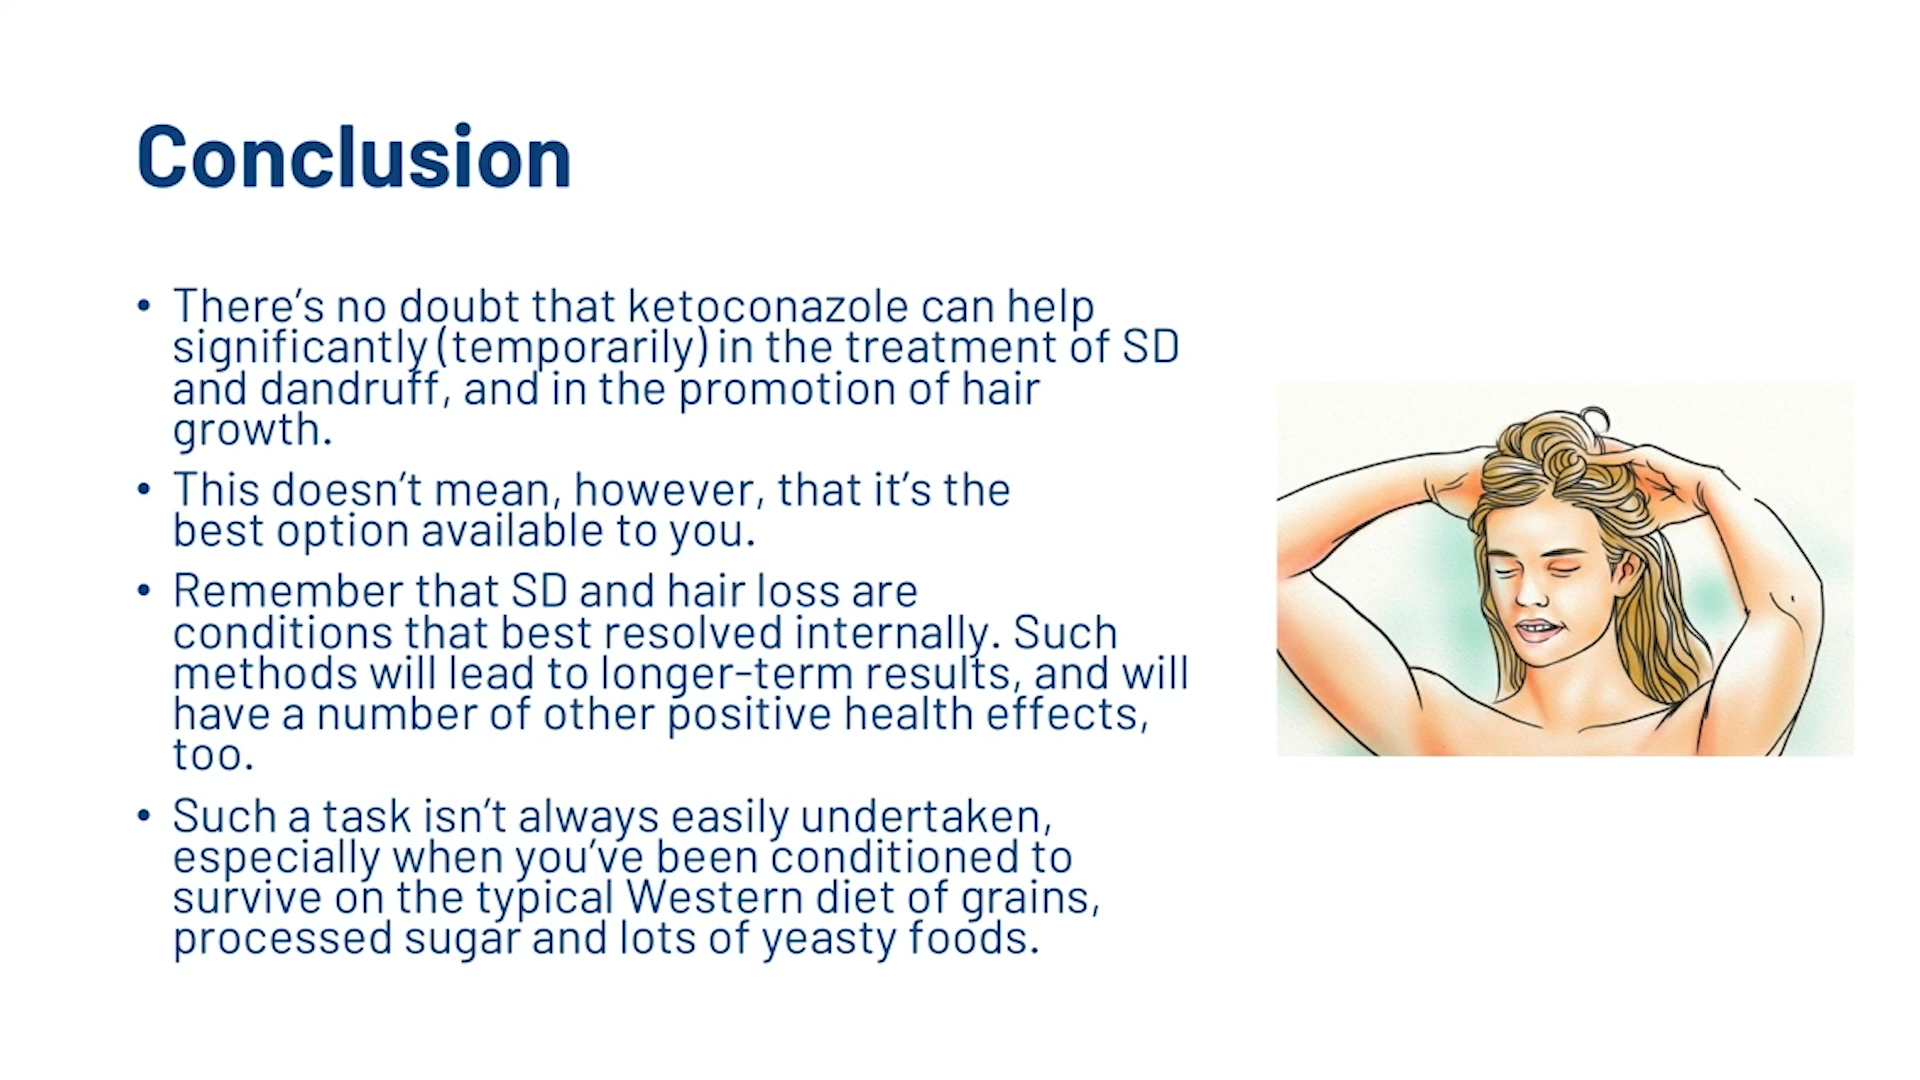 Conclusion
• There’s no doubt that ketoconazole can help
significantly (temporarily) in the treatment of SD
and dandruff, and in the promotion of hair
growth.
• This doesn’t mean, however, that it’s the
best option available to you.
• Remember that SD and hair loss are
conditions that best resolved internally. Such
methods will lead to longer-term results, and will
have a number of other positive health effects,
too.
• Such a task isn’t always easily undertaken,
especially when you’ve been conditioned to
survive on the typical Western diet of grains,
processed sugar and lots of yeasty foods.